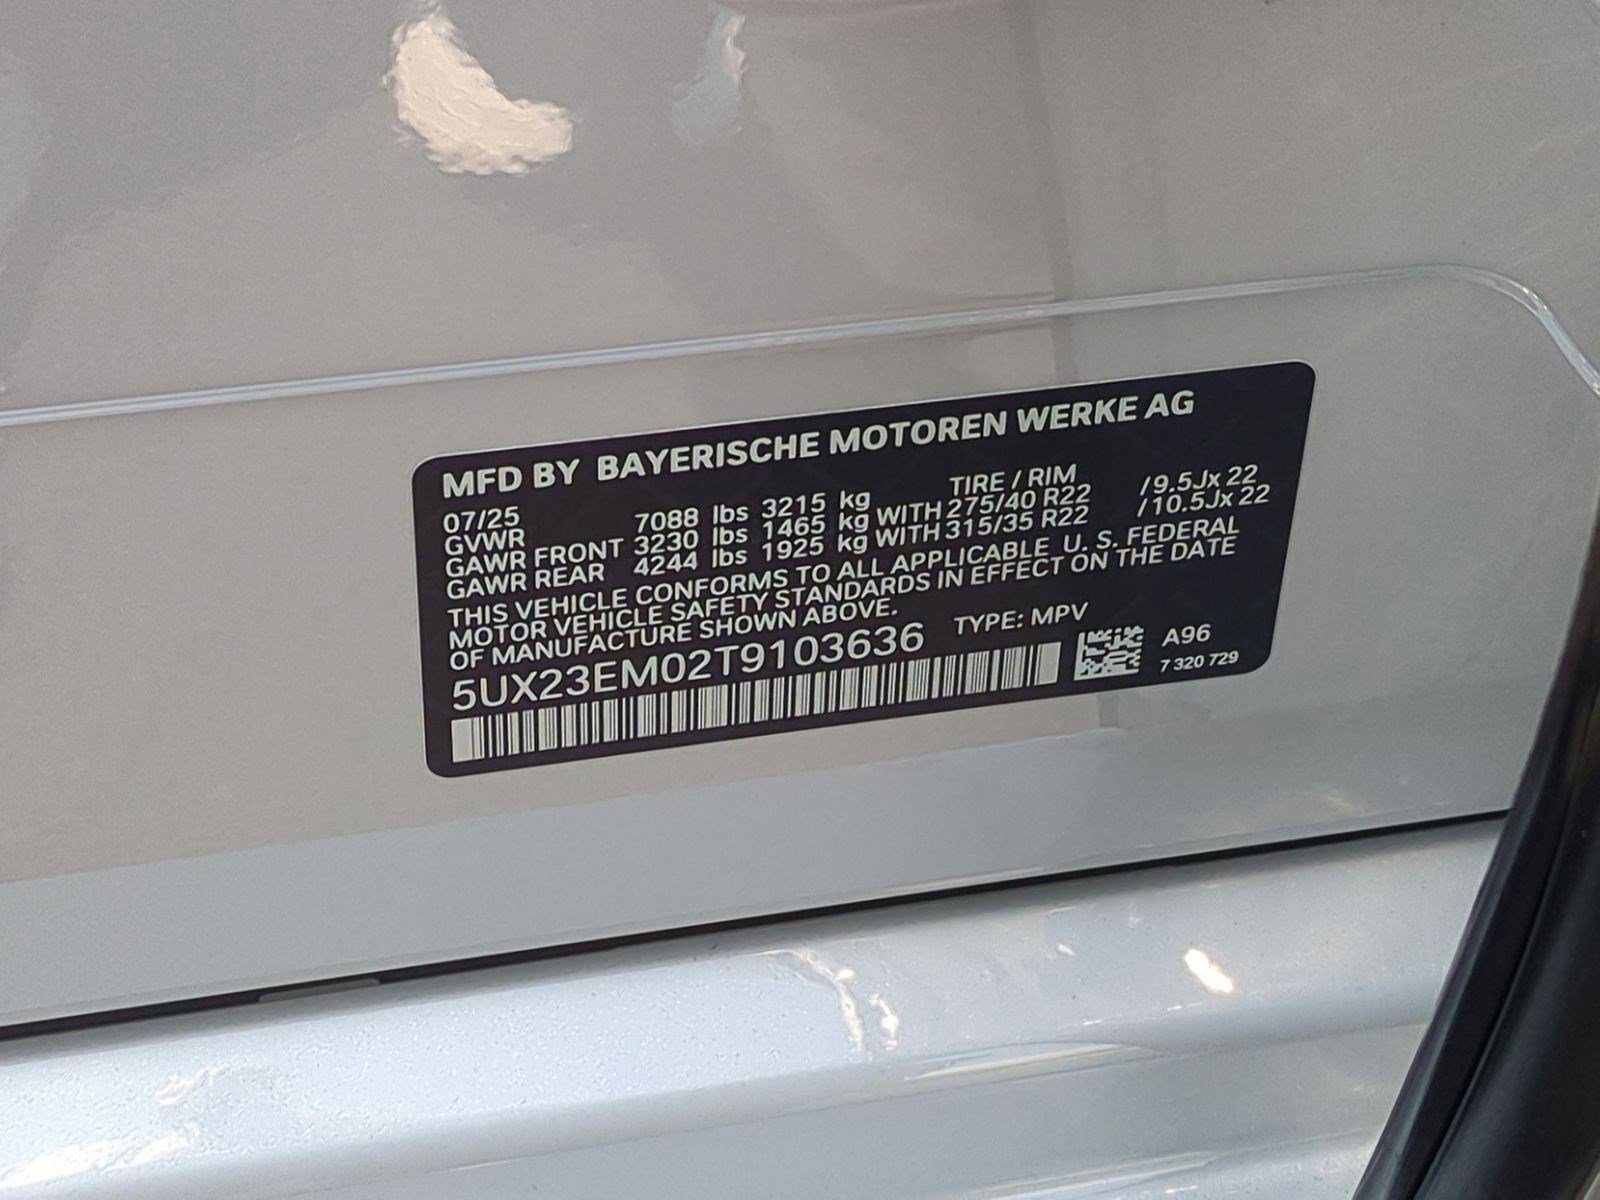 MFD BY BAYERISCHE MOTOREN WERKE AG
07/25 TIRE / RIM
GVWR 7088 lbs 3215 kg
GAWR FRONT 3230 lbs 1465 kg WITH 275/40 R22 /9.5Jx 22
GAWR REAR 4244 lbs 1925 kg WITH 315/35 R22 /10.5Jx 22
THIS VEHICLE CONFORMS TO ALL APPLICABLE U. S. FEDERAL
MOTOR VEHICLE SAFETY STANDARDS IN EFFECT ON THE DATE
OF MANUFACTURE SHOWN ABOVE.
5UX23EM02T9103636 TYPE: MPV
A96
7 320 729